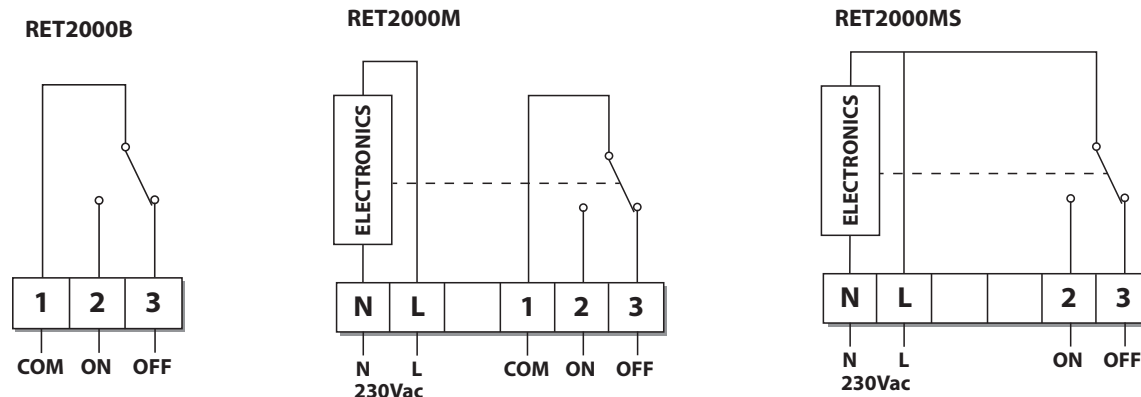 RET2000B
1 2 3
COM ON OFF
RET2000M
ELECTRONICS
N L 1 2 3
N L COM ON OFF
230Vac
RET2000MS
ELECTRONICS
N L 2 3
N L ON OFF
230Vac